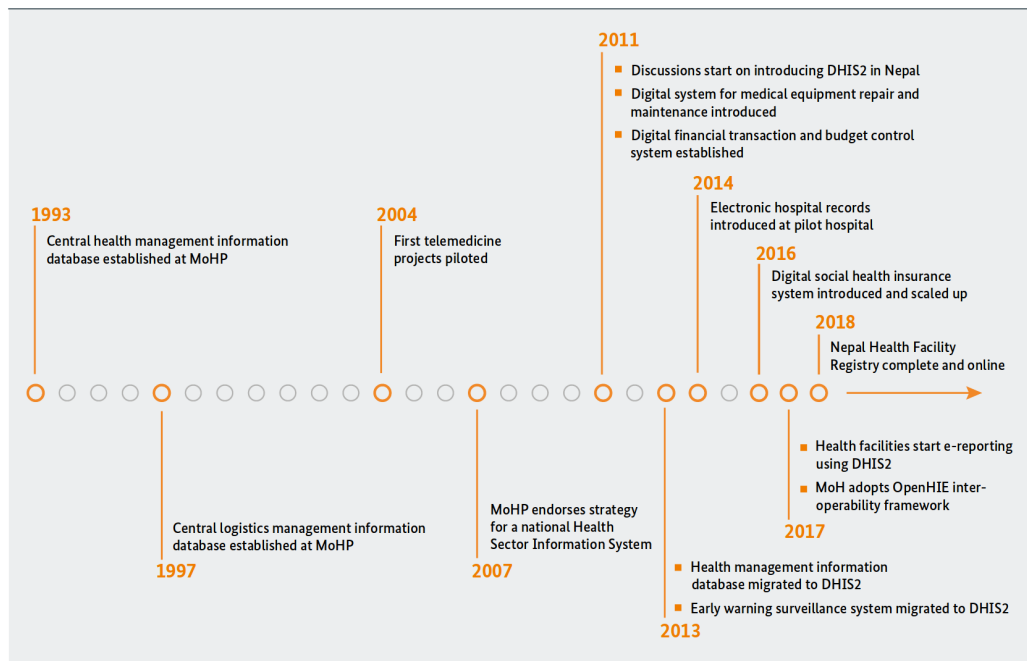 2011
Discussions start on introducing DHIS2 in Nepal
Digital system for medical equipment repair and
maintenance introduced
Digital financial transaction and budget control
system established
2014
Electronic hospital records
introduced at pilot hospital
1993
Central health management information
database established at MoHP
2004
First telemedicine
projects piloted
2016
Digital social health insurance
system introduced and scaled up
2018
Nepal Health Facility
Registry complete and online
Health facilities start e-reporting
using DHIS2
MoH adopts OpenHIE inter-
operability framework
2017
Central logistics management information
database established at MoHP
1997
MoHP endorses strategy
for a national Health
Sector Information System
2007
Health management information
database migrated to DHIS2
Early warning surveillance system migrated to DHIS2
2013